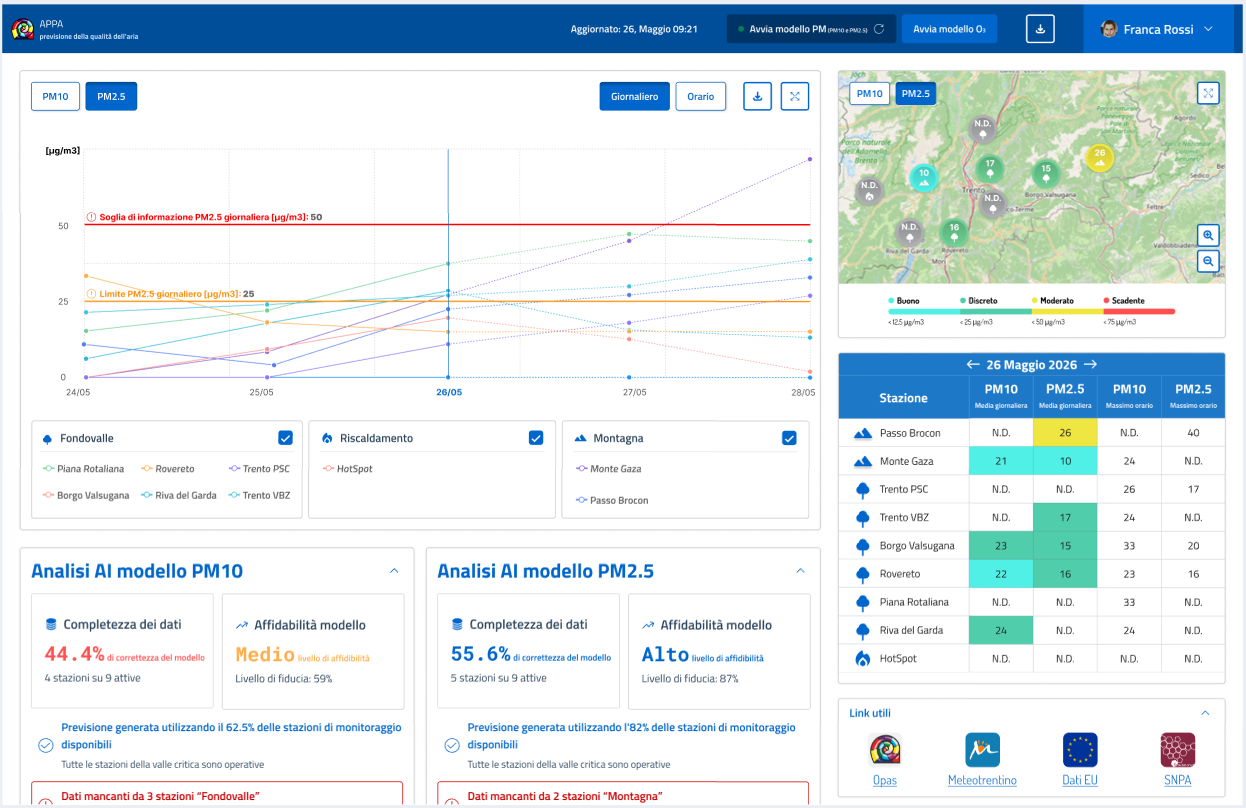 APPA
previsione della qualità dell'aria
Aggiornato: 26, Maggio 09:21
Avvia modello PM (PM10 e PM2.5)
Avvia modello O₃
Franca Rossi
PM10
PM2.5
Giornaliero
Orario
[µg/m3]
Soglia di informazione PM2.5 giornaliera [µg/m3]: 50
50
Limite PM2.5 giornaliero [µg/m3]: 25
25
0
24/05
25/05
26/05
27/05
28/05
Fondovalle
Piana Rotaliana
Rovereto
Trento PSC
Borgo Valsugana
Riva del Garda
Trento VBZ
Riscaldamento
HotSpot
Montagna
Monte Gaza
Passo Brocon
Analisi AI modello PM10
Completezza dei dati
44.4% di correttezza del modello
4 stazioni su 9 attive
Affidabilità modello
Medio livello di affidibilità
Livello di fiducia: 59%
Previsione generata utilizzando il 62.5% delle stazioni di monitoraggio
disponibili
Tutte le stazioni della valle critica sono operative
Dati mancanti da 3 stazioni “Fondovalle”
Analisi AI modello PM2.5
Completezza dei dati
55.6% di correttezza del modello
5 stazioni su 9 attive
Affidabilità modello
Alto livello di affidibilità
Livello di fiducia: 87%
Previsione generata utilizzando l'82% delle stazioni di monitoraggio
disponibili
Tutte le stazioni della valle critica sono operative
Dati mancanti da 2 stazioni “Montagna”
PM10
PM2.5
Parco naturale
dell'Adamello
Brenta
Agordo
N.D.
26
17
15
10
N.D.
N.D.
N.D.
16
Trento
Borgo Valsugana
Feltre
Sedico
Riva del Garda
Rovereto
Mori
Buono
Discreto
Moderato
Scadente
<12.5 µg/m3
< 25 µg/m3
< 50 µg/m3
< 75 µg/m3
← 26 Maggio 2026 →
Stazione
PM10
Media giornaliera
PM2.5
Media giornaliera
PM10
Massimo orario
PM2.5
Massimo orario
Passo Brocon N.D. 26 N.D. 40
Monte Gaza 21 10 24 N.D.
Trento PSC N.D. N.D. 26 17
Trento VBZ N.D. 17 24 N.D.
Borgo Valsugana 23 15 33 20
Rovereto 22 16 23 16
Piana Rotaliana N.D. N.D. 33 N.D.
Riva del Garda 24 N.D. 24 N.D.
HotSpot N.D. N.D. N.D. N.D.
Link utili
Opas
Meteotrentino
Dati EU
SNPA